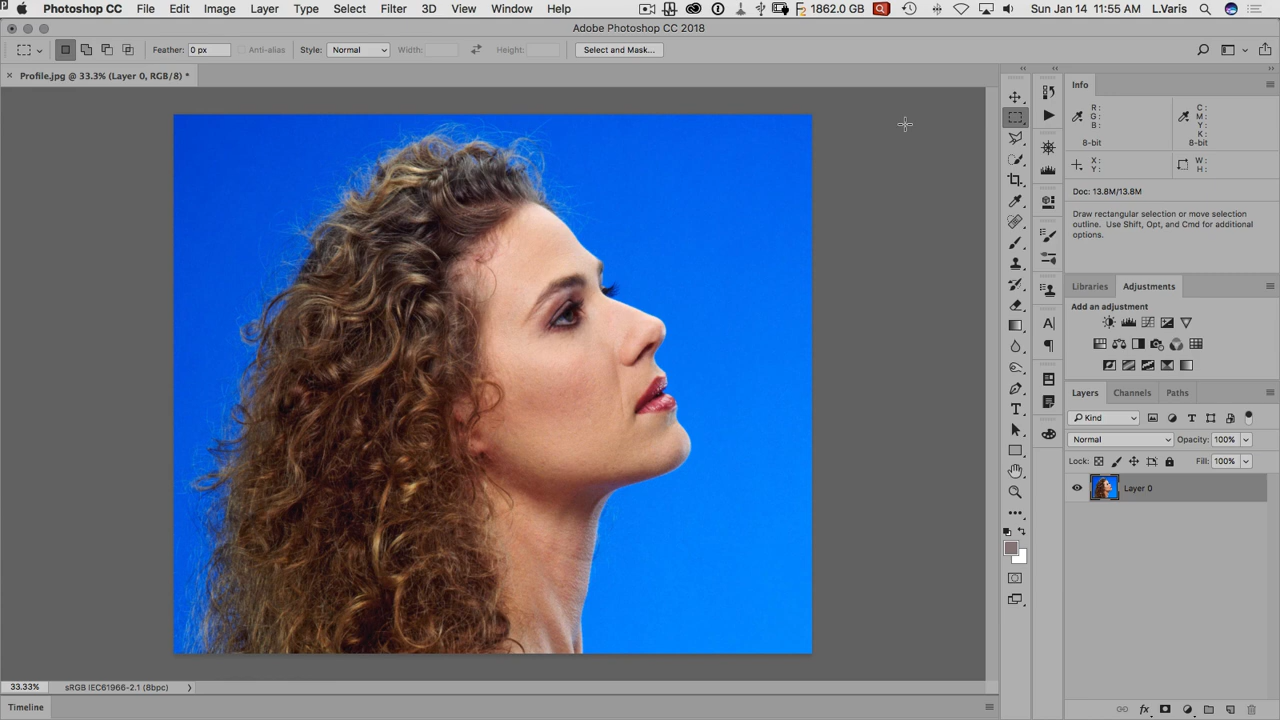 Photoshop CC File Edit Image Layer Type Select Filter 3D View Window Help 1862.0 GB Sun Jan 14 11:55 AM L.Varis
Adobe Photoshop CC 2018
Feather: 0 px Anti-alias Style: Normal Width: Height: Select and Mask...
Profile.jpg @ 33.3% (Layer 0, RGB/8) *
Info
R: C:
G: M:
B: Y:
K:
8-bit 8-bit
X: W:
Y: H:
Doc: 13.8M/13.8M
Draw rectangular selection or move selection
outline. Use Shift, Opt, and Cmd for additional
options.
Libraries Adjustments
Add an adjustment
Layers Channels Paths
Kind
Normal Opacity: 100%
Lock: Fill: 100%
Layer 0
33.33% sRGB IEC61966-2.1 (8bpc)
Timeline